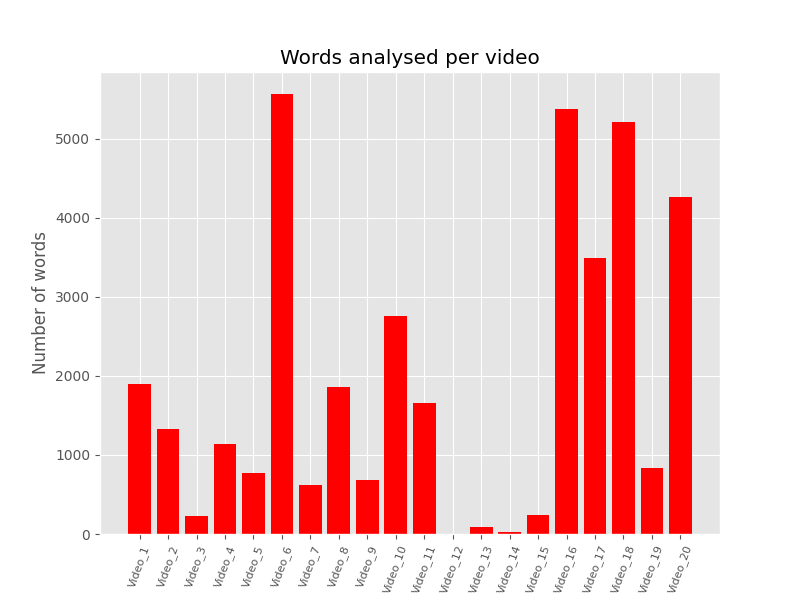 Words analysed per video
Number of words
5000
4000
3000
2000
1000
0
Video_1
Video_2
Video_3
Video_4
Video_5
Video_6
Video_7
Video_8
Video_9
Video_10
Video_11
Video_12
Video_13
Video_14
Video_15
Video_16
Video_17
Video_18
Video_19
Video_20